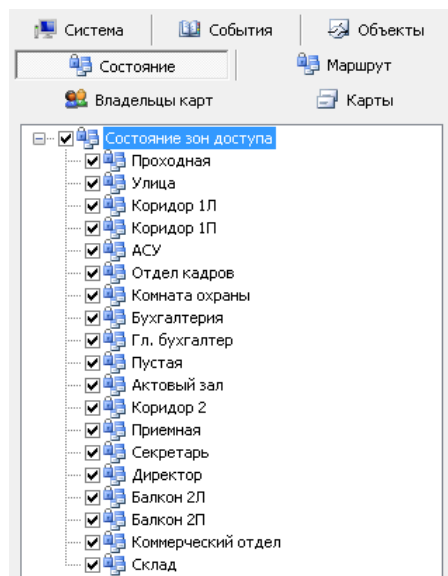 Система События Объекты
Состояние Маршрут
Владельцы карт Карты
Состояние зон доступа
Проходная
Улица
Коридор 1Л
Коридор 1П
АСУ
Отдел кадров
Комната охраны
Бухгалтерия
Гл. бухгалтер
Пустая
Актовый зал
Коридор 2
Приемная
Секретарь
Директор
Балкон 2Л
Балкон 2П
Коммерческий отдел
Склад